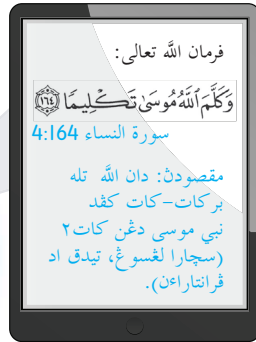 فرمان الله تعالى:
وَكَلَّمَ ٱللَّهُ مُوسَىٰ تَكْلِيمًا ﴿١٦٤﴾
سورة النساء 4:164
مقصودڽ: دان الله تله
برکات-کات کڤد
نبي موسى دڠن کات٢
(سچارا لڠسوڠ، تيدق اد
ڤرانتاراءن).